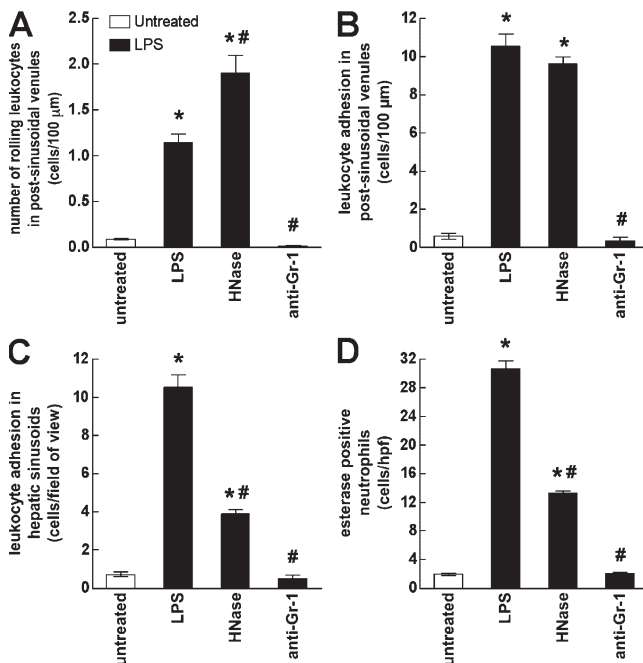 A
Untreated
LPS
number of rolling leukocytes
in post-sinusoidal venules
(cells/100 µm)
2.5
2.0
1.5
1.0
0.5
0.0
*
* #
#
untreated
LPS
HNase
anti-Gr-1
B
leukocyte adhesion in
post-sinusoidal venules
(cells/100 µm)
12
10
8
6
4
2
0
*
*
#
untreated
LPS
HNase
anti-Gr-1
C
leukocyte adhesion in
hepatic sinusoids
(cells/field of view)
12
10
8
6
4
2
0
*
* #
#
untreated
LPS
HNase
anti-Gr-1
D
esterase positive
neutrophils
(cells/hpf)
32
28
24
20
16
12
8
4
0
*
* #
#
untreated
LPS
HNase
anti-Gr-1